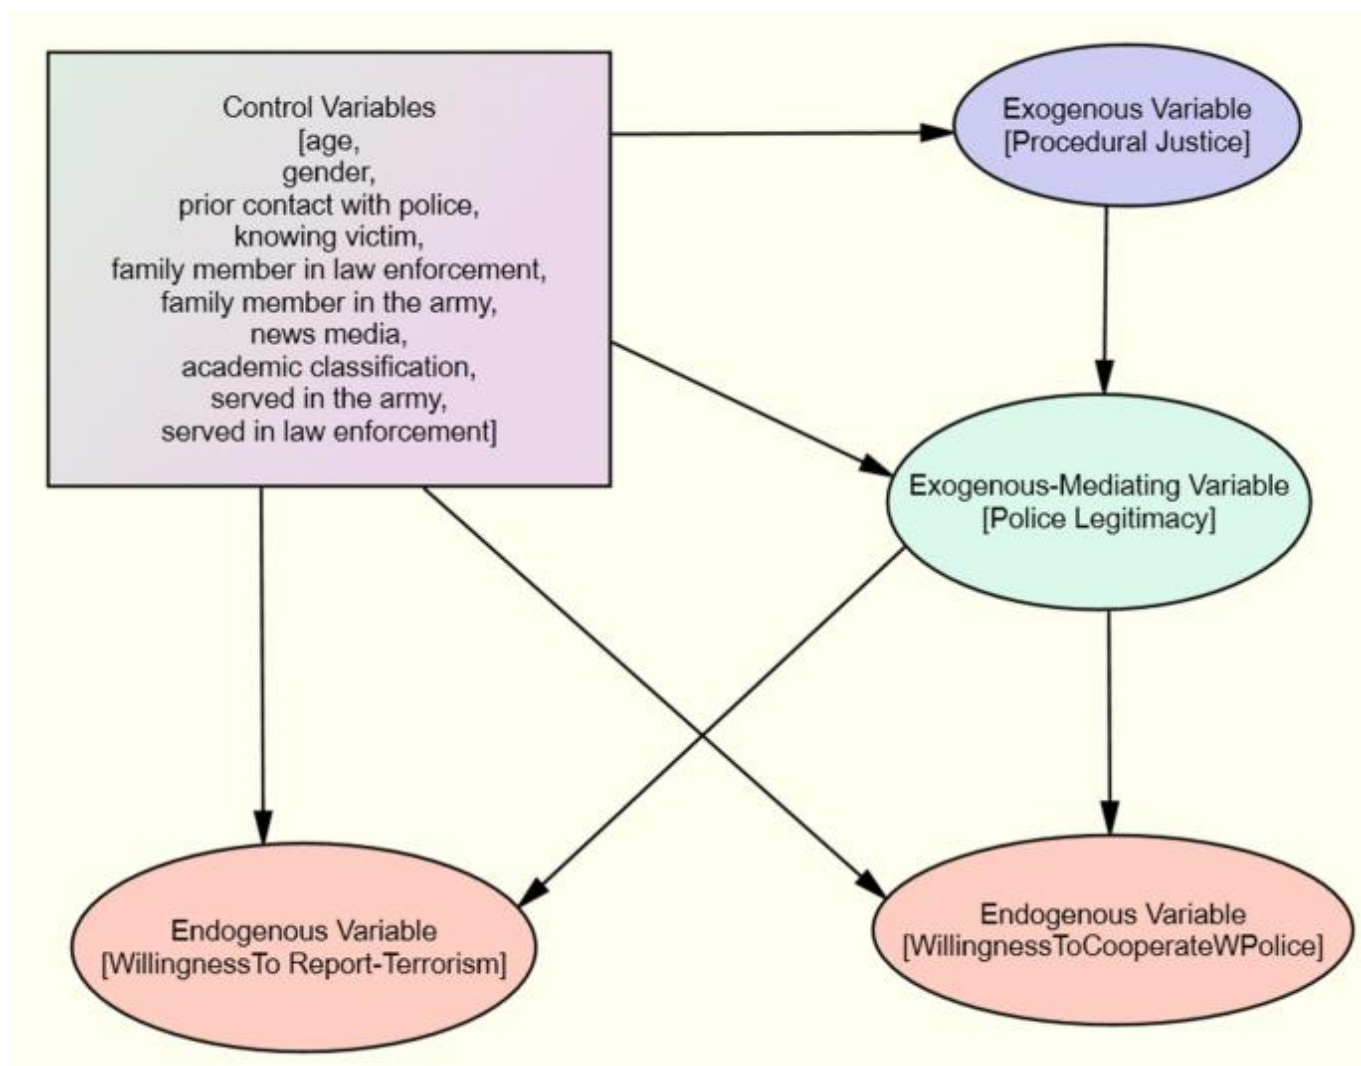 Control Variables
[age,
gender,
prior contact with police,
knowing victim,
family member in law enforcement,
family member in the army,
news media,
academic classification,
served in the army,
served in law enforcement]
Exogenous Variable
[Procedural Justice]
Exogenous-Mediating Variable
[Police Legitimacy]
Endogenous Variable
[WillingnessTo Report-Terrorism]
Endogenous Variable
[WillingnessToCooperateWPolice]